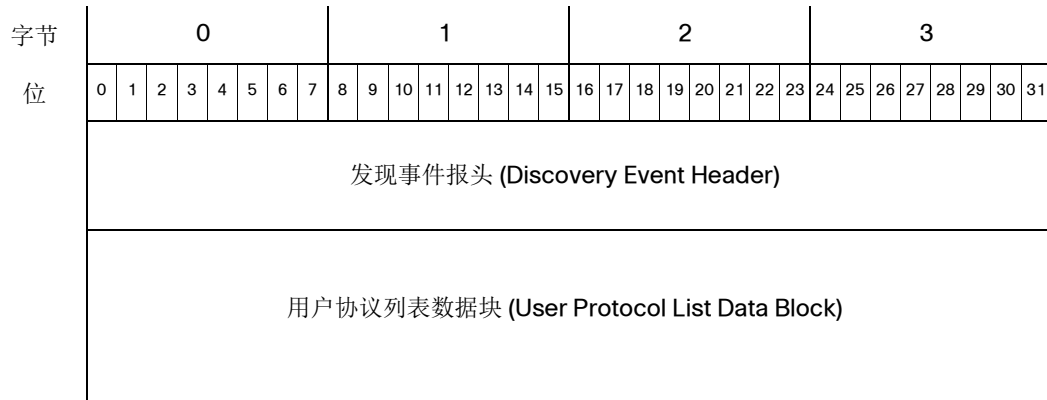 字节 0 1 2 3
位 0 1 2 3 4 5 6 7 8 9 10 11 12 13 14 15 16 17 18 19 20 21 22 23 24 25 26 27 28 29 30 31
发现事件报头 (Discovery Event Header)
用户协议列表数据块 (User Protocol List Data Block)